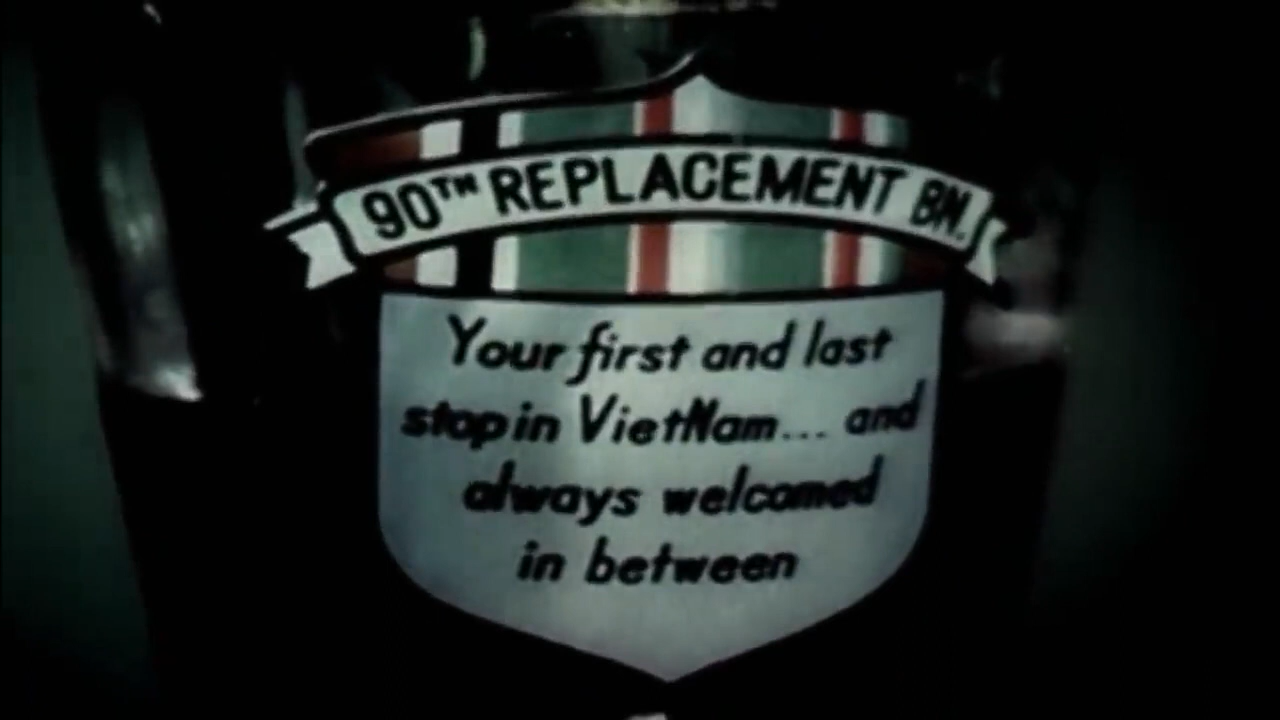 90TH REPLACEMENT BN.
Your first and last
stop in VietNam... and
always welcomed
in between